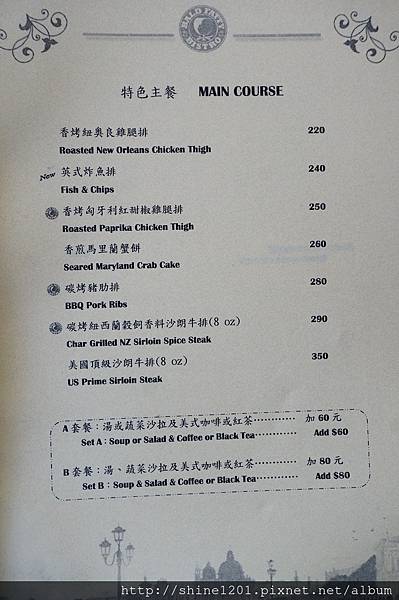 BISTRO
特色主餐 MAIN COURSE
香烤紐奧良雞腿排 220
Roasted New Orleans Chicken Thigh
New 英式炸魚排 240
Fish & Chips
香烤匈牙利紅甜椒雞腿排 250
Roasted Paprika Chicken Thigh
香煎馬里蘭蟹餅 260
Seared Maryland Crab Cake
碳烤豬肋排 280
BBQ Pork Ribs
碳烤紐西蘭穀飼香料沙朗牛排(8 oz) 290
Char Grilled NZ Sirloin Spice Steak
美國頂級沙朗牛排(8 oz) 350
US Prime Sirloin Steak
A 套餐：湯或蔬菜沙拉及美式咖啡或紅茶⋯⋯⋯⋯ 加 60 元
Set A：Soup or Salad & Coffee or Black Tea⋯⋯⋯⋯ Add $60
B 套餐：湯、蔬菜沙拉及美式咖啡或紅茶⋯⋯⋯⋯ 加 80 元
Set B：Soup & Salad & Coffee or Black Tea⋯⋯⋯⋯ Add $80
http://shine1201.pixnet.net/album